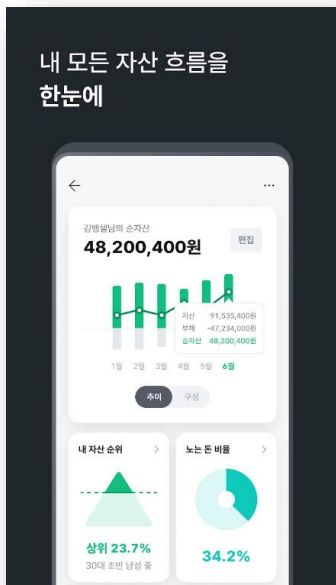 내 모든 자산 흐름을
한눈에
김뱅샐님의 순자산
48,200,400원
편집
자산 91,535,400원
부채 -47,234,000원
순자산 48,200,400원
1월 2월 3월 4월 5월 6월
추이 구성
내 자산 순위
상위 23.7%
30대 초반 남성 중
노는 돈 비율
34.2%